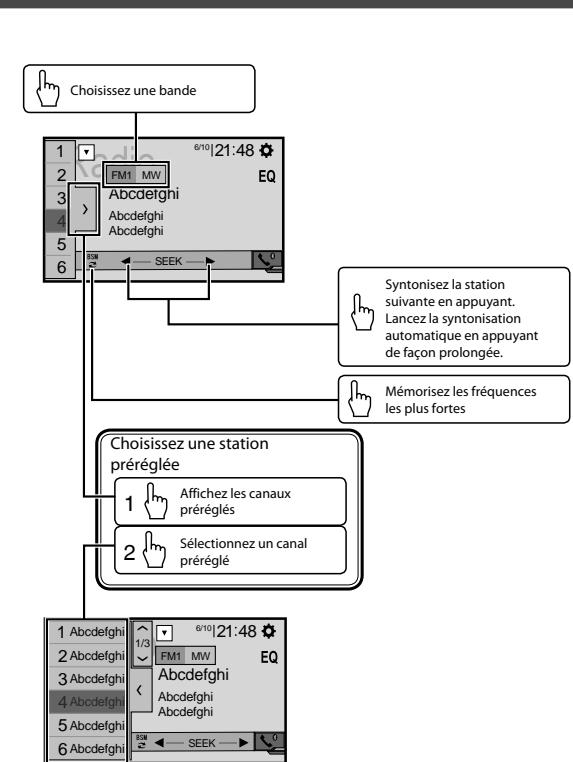 Choisissez une bande
1
2
3
4
5
6
Radio
6/10 21:48
FM1 MW
EQ
Abcdefghi
Abcdefghi
Abcdefghi
BSM
SEEK
Syntonisez la station
suivante en appuyant.
Lancez la syntonisation
automatique en appuyant
de façon prolongée.
Mémorisez les fréquences
les plus fortes
Choisissez une station
préréglée
1 Affichez les canaux
préréglés
2 Sélectionnez un canal
préréglé
1 Abcdefghi
2 Abcdefghi
3 Abcdefghi
4 Abcdefghi
5 Abcdefghi
6 Abcdefghi
1/3
6/10 21:48
FM1 MW
EQ
Abcdefghi
Abcdefghi
Abcdefghi
BSM
SEEK